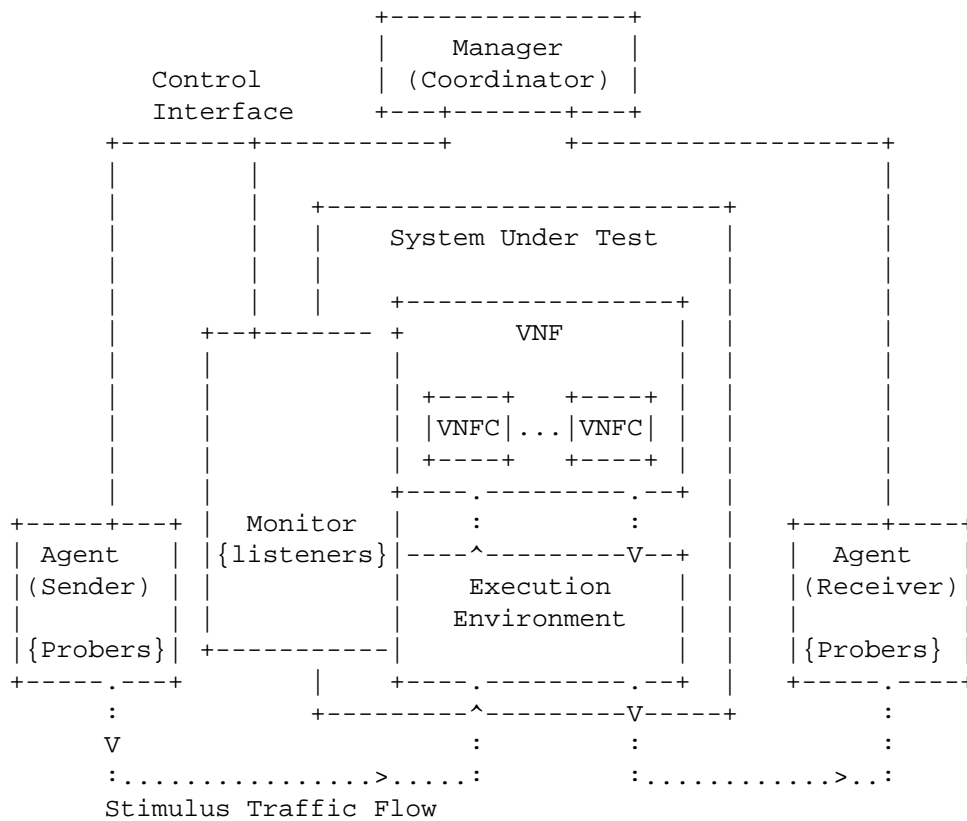 Manager
Control (Coordinator)
Interface
System Under Test
VNF
|VNFC|...|VNFC|
Monitor
Agent {listeners} Agent
(Sender) Execution (Receiver)
Environment
{Probers} {Probers}
Stimulus Traffic Flow